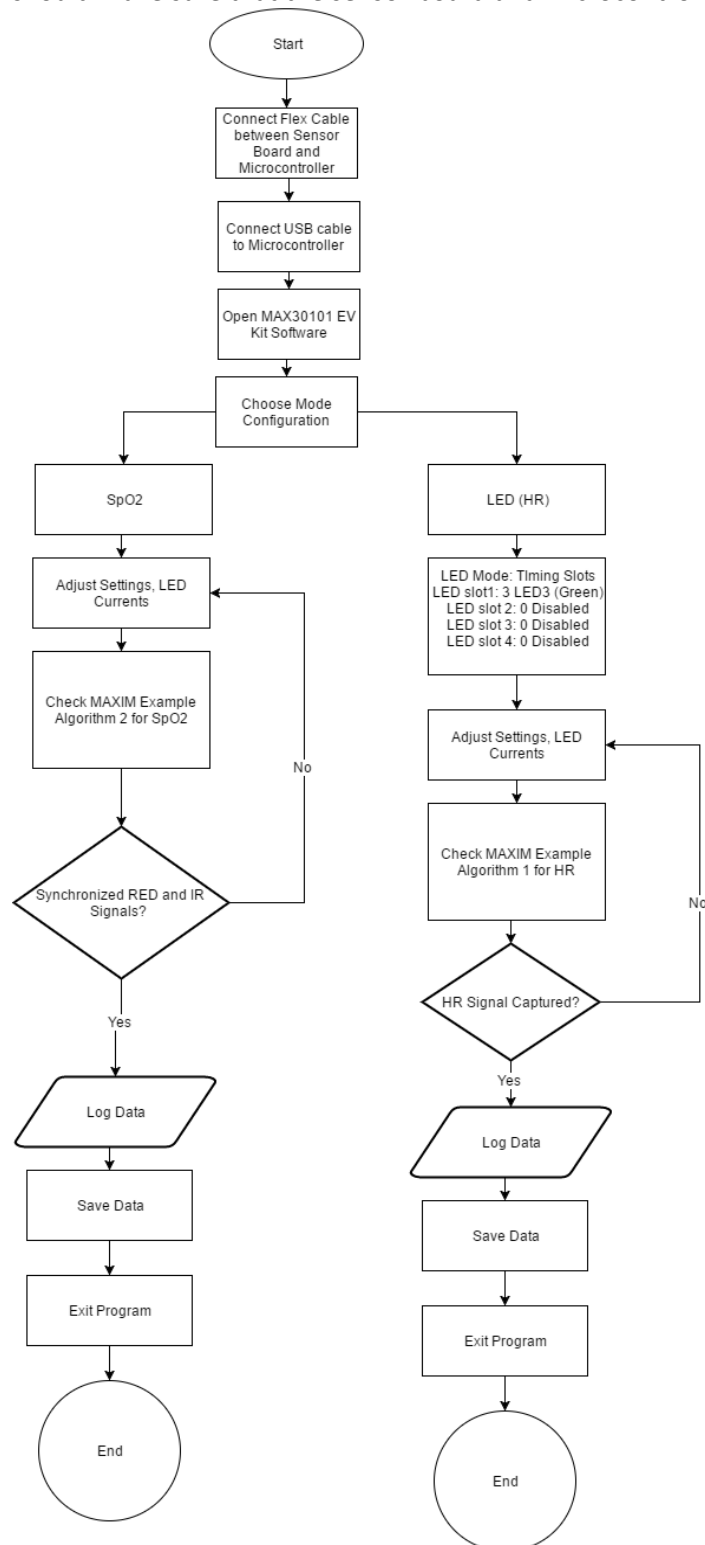 Start
Connect Flex Cable
between Sensor
Board and
Microcontroller
Connect USB cable
to Microcontroller
Open MAX30101 EV
Kit Software
Choose Mode
Configuration
SpO2
Adjust Settings, LED
Currents
Check MAXIM Example
Algorithm 2 for SpO2
No
Synchronized RED and IR
Signals?
Yes
Log Data
Save Data
Exit Program
End
LED (HR)
LED Mode: TIming Slots
LED slot1: 3 LED3 (Green)
LED slot 2: 0 Disabled
LED slot 3: 0 Disabled
LED slot 4: 0 Disabled
Adjust Settings, LED
Currents
Check MAXIM Example
Algorithm 1 for HR
No
HR Signal Captured?
Yes
Log Data
Save Data
Exit Program
End